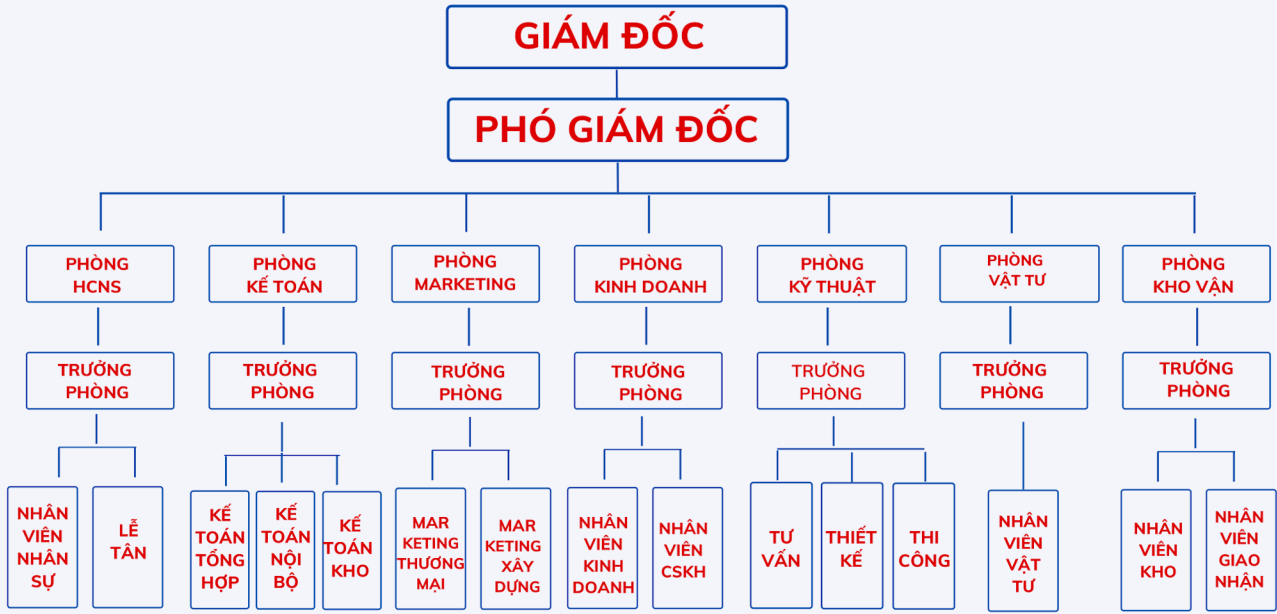 GIÁM ĐỐC
PHÓ GIÁM ĐỐC
PHÒNG
HCNS
PHÒNG
KẾ TOÁN
PHÒNG
MARKETING
PHÒNG
KINH DOANH
PHÒNG
KỸ THUẬT
PHÒNG
VẬT TƯ
PHÒNG
KHO VẬN
TRƯỞNG
PHÒNG
TRƯỞNG
PHÒNG
TRƯỞNG
PHÒNG
TRƯỞNG
PHÒNG
TRƯỞNG
PHÒNG
TRƯỞNG
PHÒNG
TRƯỞNG
PHÒNG
NHÂN
VIÊN
NHÂN
SỰ
LỄ
TÂN
KẾ
TOÁN
TỔNG
HỢP
KẾ
TOÁN
NỘI
BỘ
KẾ
TOÁN
KHO
MAR
KETING
THƯƠNG
MẠI
MAR
KETING
XÂY
DỰNG
NHÂN
VIÊN
KINH
DOANH
NHÂN
VIÊN
CSKH
TƯ
VẤN
THIẾT
KẾ
THI
CÔNG
NHÂN
VIÊN
VẬT
TƯ
NHÂN
VIÊN
KHO
NHÂN
VIÊN
GIAO
NHẬN